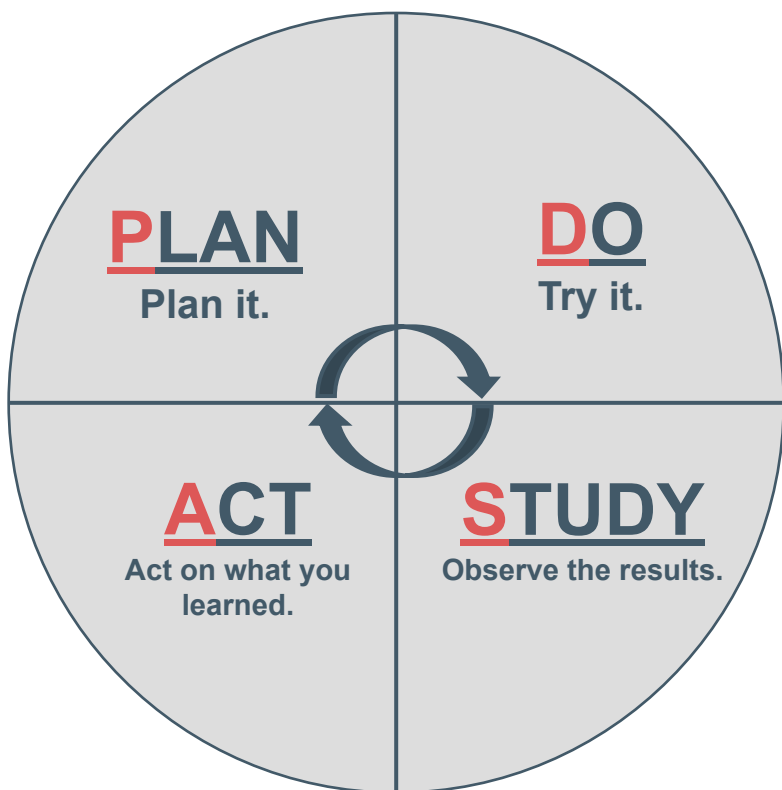 PLAN
Plan it.
DO
Try it.
STUDY
Observe the results.
ACT
Act on what you
learned.